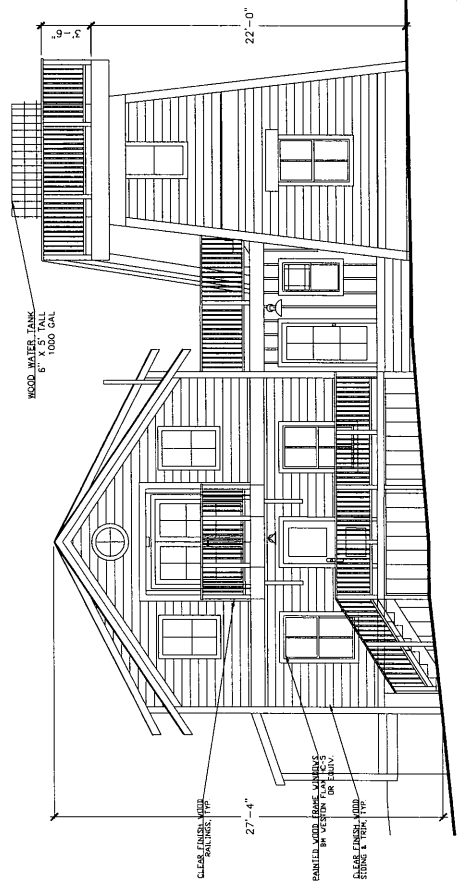 WOOD WATER TANK
6" X 5" TALL
1000 GAL
3'-6"
22'-0"
27'-4"
CLEAR FINISH WOOD
RAILINGS, TYP
PAINTED WOOD FRAME WINDOWS
BM WESTON FLAX HC-5
OR EQUIV.
CLEAR FINISH WOOD
SIDING & TRIM, TYP